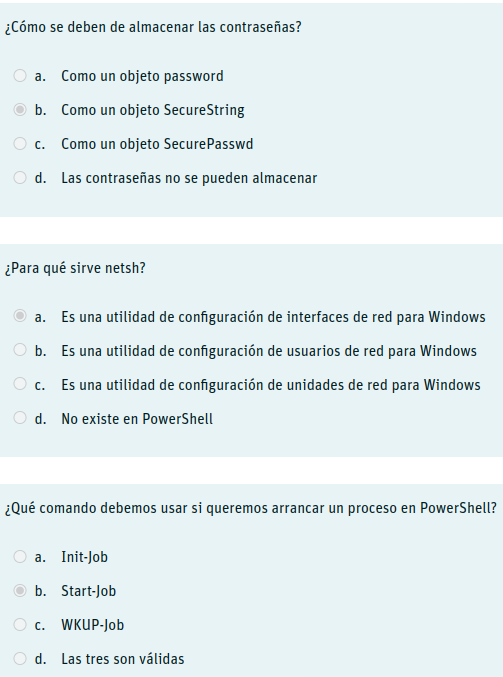 ¿Cómo se deben de almacenar las contraseñas?
a. Como un objeto password
b. Como un objeto SecureString
c. Como un objeto SecurePasswd
d. Las contraseñas no se pueden almacenar
¿Para qué sirve netsh?
a. Es una utilidad de configuración de interfaces de red para Windows
b. Es una utilidad de configuración de usuarios de red para Windows
c. Es una utilidad de configuración de unidades de red para Windows
d. No existe en PowerShell
¿Qué comando debemos usar si queremos arrancar un proceso en PowerShell?
a. Init-Job
b. Start-Job
c. WKUP-Job
d. Las tres son válidas